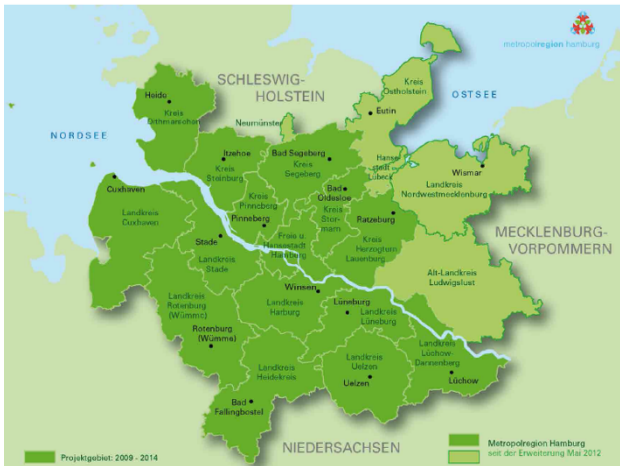 metropolregion hamburg
SCHLESWIG-
HOLSTEIN
OSTSEE
NORDSEE
Kreis
Ostholstein
Eutin
Heide
Kreis
Dithmarschen
Neumünster
Itzehoe
Kreis
Steinburg
Bad Segeberg
Kreis
Segeberg
Hanse-
stadt
Lübeck
Wismar
Landkreis
Nordwestmecklenburg
Cuxhaven
Landkreis
Cuxhaven
Kreis
Pinneberg
Pinneberg
Bad
Oldesloe
Kreis
Stor-
marn
Ratzeburg
MECKLENBURG-
VORPOMMERN
Stade
Landkreis
Stade
Freie u.
Hansestadt
Hamburg
Kreis
Herzogtum
Lauenburg
Alt-Landkreis
Ludwigslust
Landkreis
Rotenburg
(Wümme)
Rotenburg
(Wümme)
Winsen
Landkreis
Harburg
Lüneburg
Landkreis
Lüneburg
Landkreis
Heidekreis
Landkreis
Uelzen
Uelzen
Landkreis
Lüchow-
Dannenberg
Lüchow
Bad
Fallingbostel
NIEDERSACHSEN
Projektgebiet: 2009 - 2014
Metropolregion Hamburg
seit der Erweiterung Mai 2012